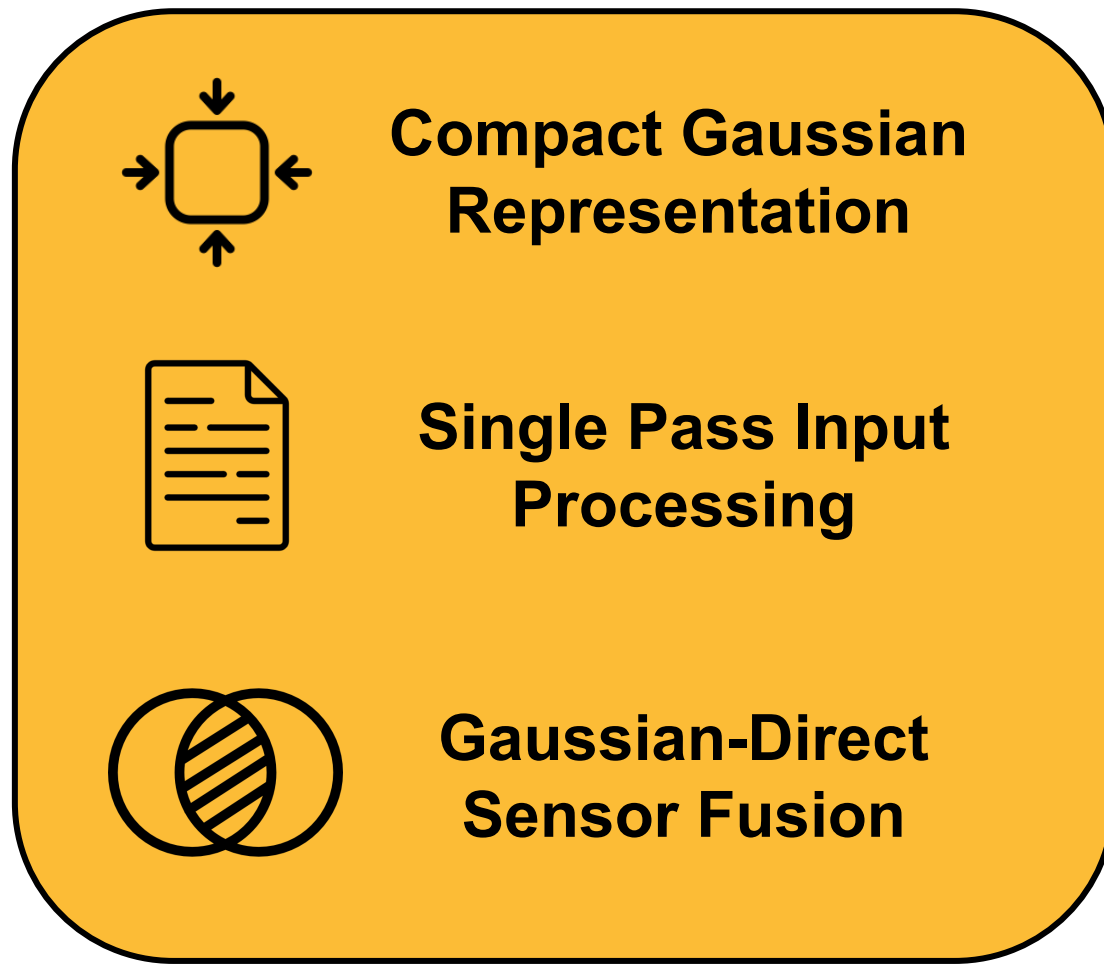 Compact Gaussian
Representation
Single Pass Input
Processing
Gaussian-Direct
Sensor Fusion